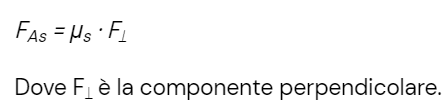 F_As = μ_s · F_⊥
Dove F_⊥ è la componente perpendicolare.